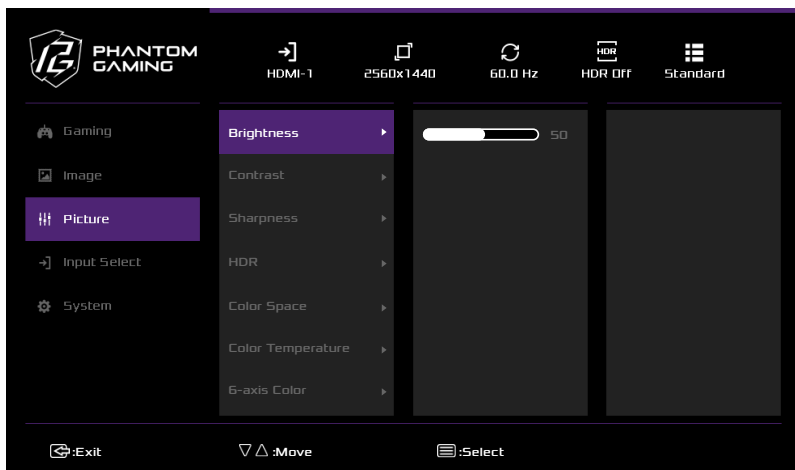 PHANTOM
GAMING
HDMI-1
2560x1440
60.0 Hz
HDR
HDR Off
Standard
Gaming
Image
Picture
Input Select
System
Brightness
Contrast
Sharpness
HDR
Color Space
Color Temperature
6-axis Color
50
:Exit
:Move
:Select